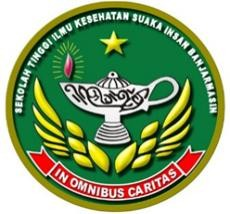 SEKOLAH TINGGI ILMU KESEHATAN SUAKA INSAN BANJARMASIN
IN OMNIBUS CARITAS